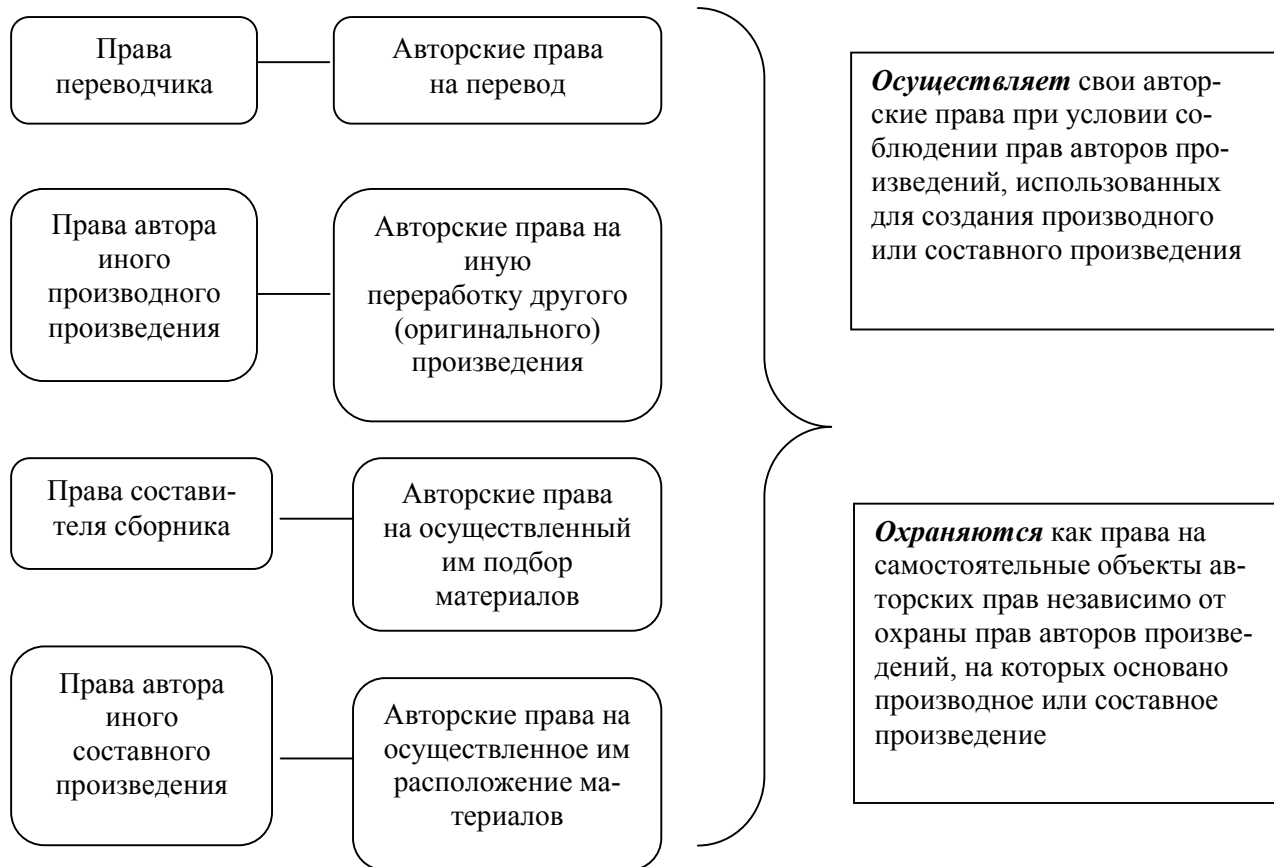 Права
переводчика
Авторские права
на перевод
Права автора
иного
производного
произведения
Авторские права на
иную
переработку другого
(оригинального)
произведения
Права состави-
теля сборника
Авторские права
на осуществленный
им подбор
материалов
Права автора
иного
составного
произведения
Авторские права на
осуществленное им
расположение ма-
териалов
Осуществляет свои автор-
ские права при условии со-
блюдении прав авторов про-
изведений, использованных
для создания производного
или составного произведения
Охраняются как права на
самостоятельные объекты ав-
торских прав независимо от
охраны прав авторов произве-
дений, на которых основано
производное или составное
произведение